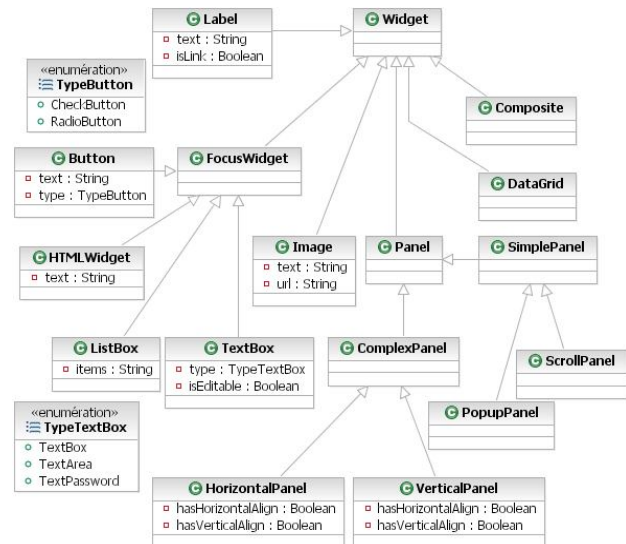 Label
text : String
isLink : Boolean
Widget
«enumération»
TypeButton
CheckButton
RadioButton
Composite
Button
text : String
type : TypeButton
FocusWidget
DataGrid
HTMLWidget
text : String
Image
text : String
url : String
Panel
SimplePanel
ListBox
items : String
TextBox
type : TypeTextBox
isEditable : Boolean
ComplexPanel
ScrollPanel
«enumération»
TypeTextBox
TextBox
TextArea
TextPassword
PopupPanel
HorizontalPanel
hasHorizontalAlign : Boolean
hasVerticalAlign : Boolean
VerticalPanel
hasHorizontalAlign : Boolean
hasVerticalAlign : Boolean